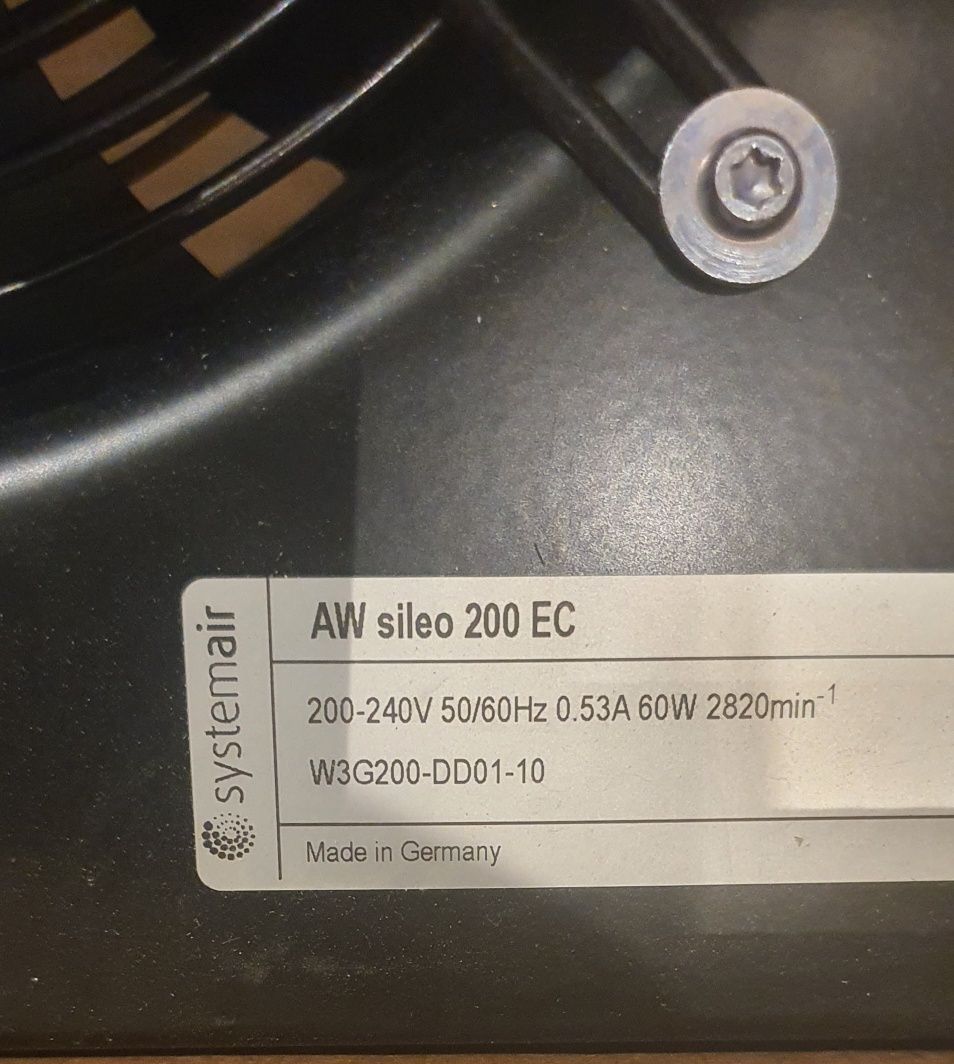 systemair
AW sileo 200 EC
200-240V 50/60Hz 0.53A 60W 2820min⁻¹
W3G200-DD01-10
Made in Germany